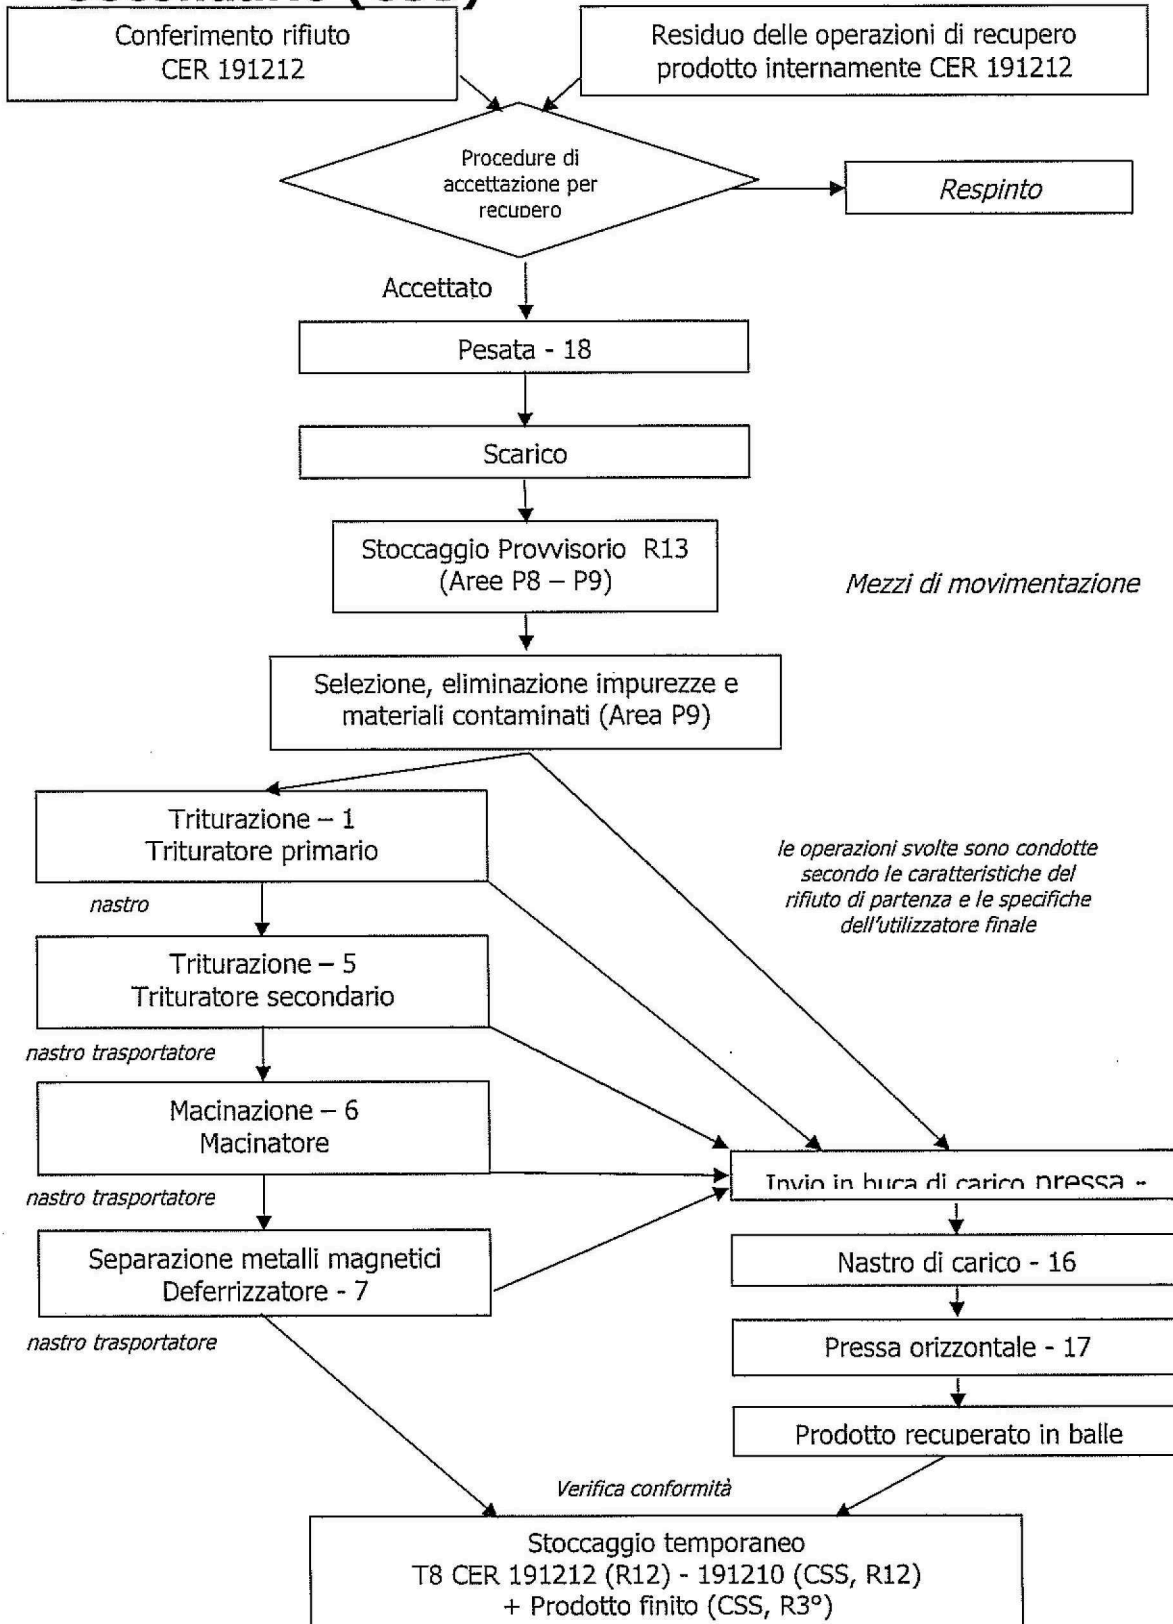 Conferimento rifiuto
CER 191212
Residuo delle operazioni di recupero
prodotto internamente CER 191212
Procedure di
accettazione per
recupero
Respinto
Accettato
Pesata - 18
Scarico
Stoccaggio Provvisorio R13
(Aree P8 – P9)
Mezzi di movimentazione
Selezione, eliminazione impurezze e
materiali contaminati (Area P9)
Triturazione – 1
Trituratore primario
le operazioni svolte sono condotte
secondo le caratteristiche del
rifiuto di partenza e le specifiche
dell'utilizzatore finale
nastro
Triturazione – 5
Trituratore secondario
nastro trasportatore
Macinazione – 6
Macinatore
Invio in buca di carico pressa -
nastro trasportatore
Separazione metalli magnetici
Deferrizzatore - 7
Nastro di carico - 16
nastro trasportatore
Pressa orizzontale - 17
Prodotto recuperato in balle
Verifica conformità
Stoccaggio temporaneo
T8 CER 191212 (R12) - 191210 (CSS, R12)
+ Prodotto finito (CSS, R3°)